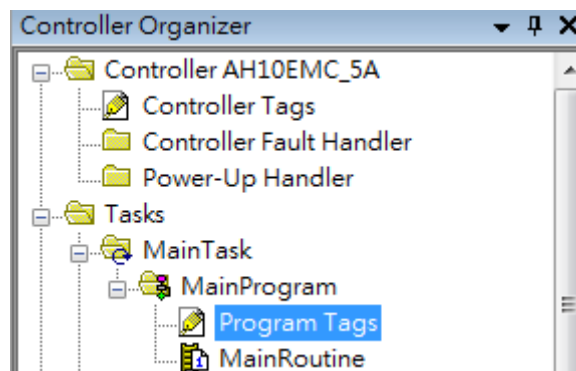 Controller Organizer
Controller AH10EMC_5A
Controller Tags
Controller Fault Handler
Power-Up Handler
Tasks
MainTask
MainProgram
Program Tags
MainRoutine